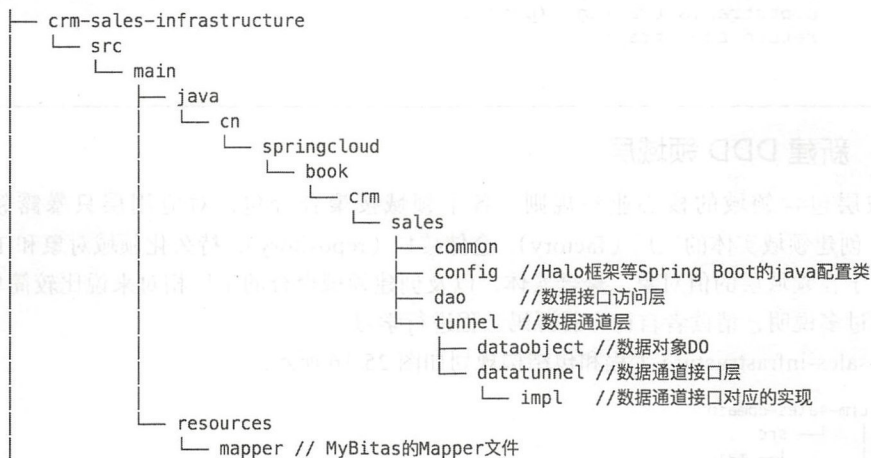 ├── crm-sales-infrastructure
│   └── src
│       └── main
│           ├── java
│           │   └── cn
│           │       └── springcloud
│           │           └── book
│           │               └── crm
│           │                   └── sales
│           │                       ├── common
│           │                       ├── config //Halo框架等Spring Boot的java配置类
│           │                       ├── dao    //数据接口访问层
│           │                       └── tunnel //数据通道层
│           │                           ├── dataobject //数据对象DO
│           │                           └── datatunnel //数据通道接口层
│           │                               └── impl   //数据通道接口对应的实现
│           └── resources
│               └── mapper // MyBitas的Mapper文件